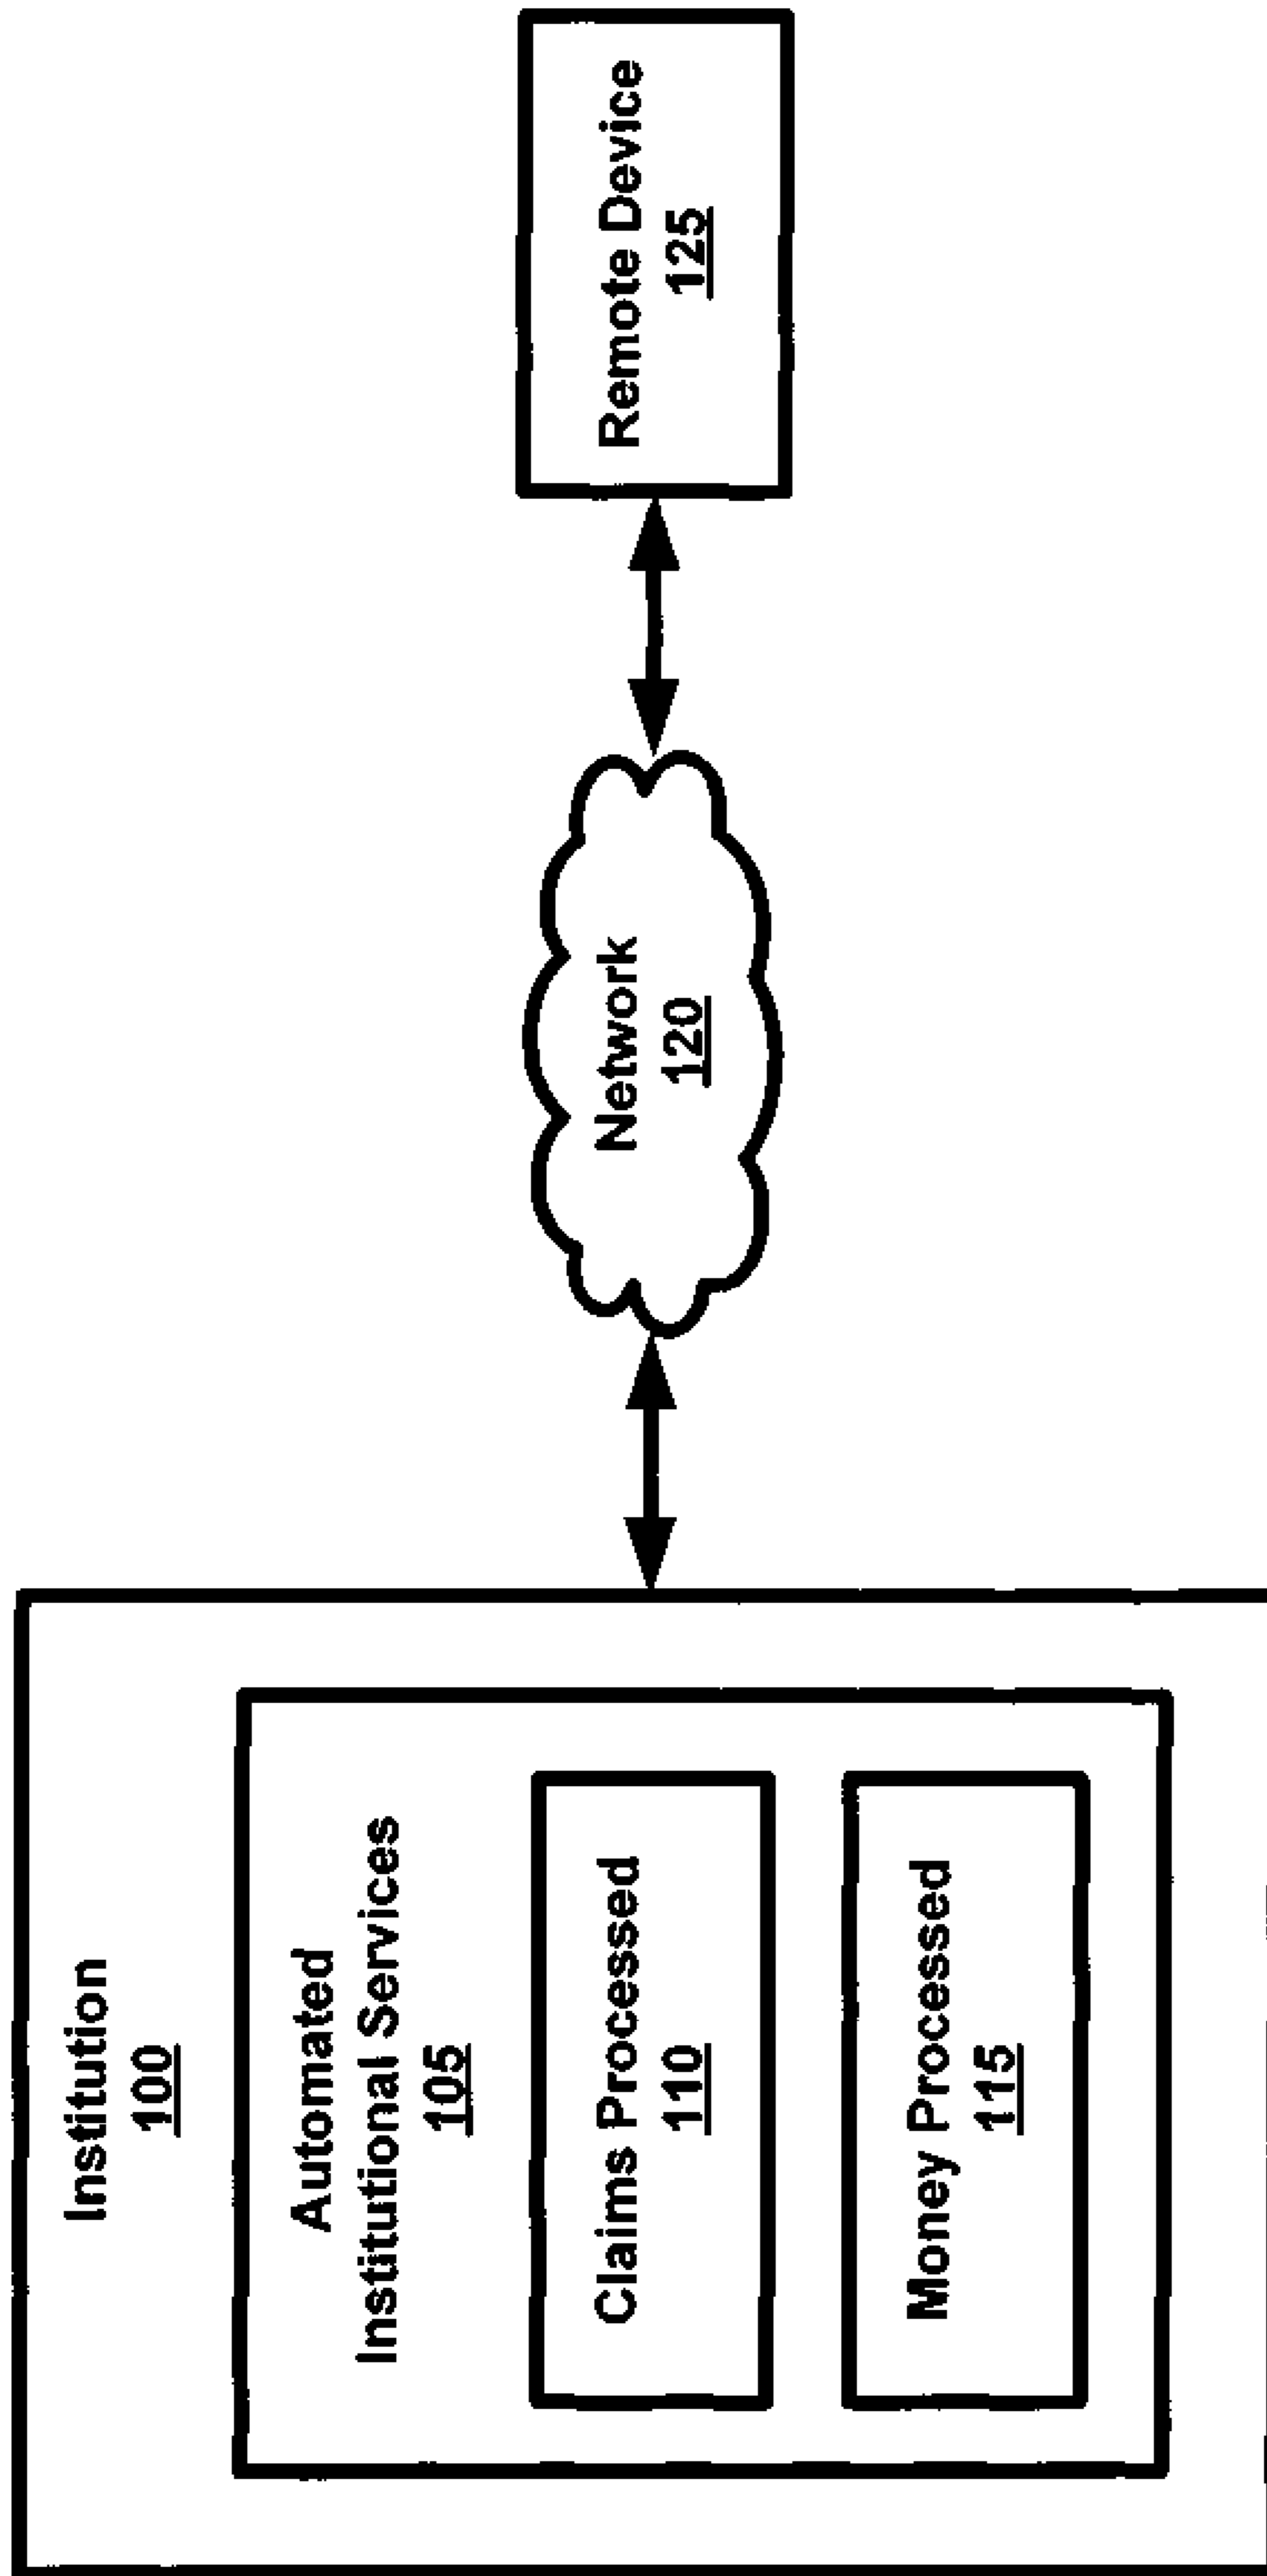 Institution
100
Automated
Institutional Services
105
Claims Processed
110
Money Processed
115
Network
120
Remote Device
125